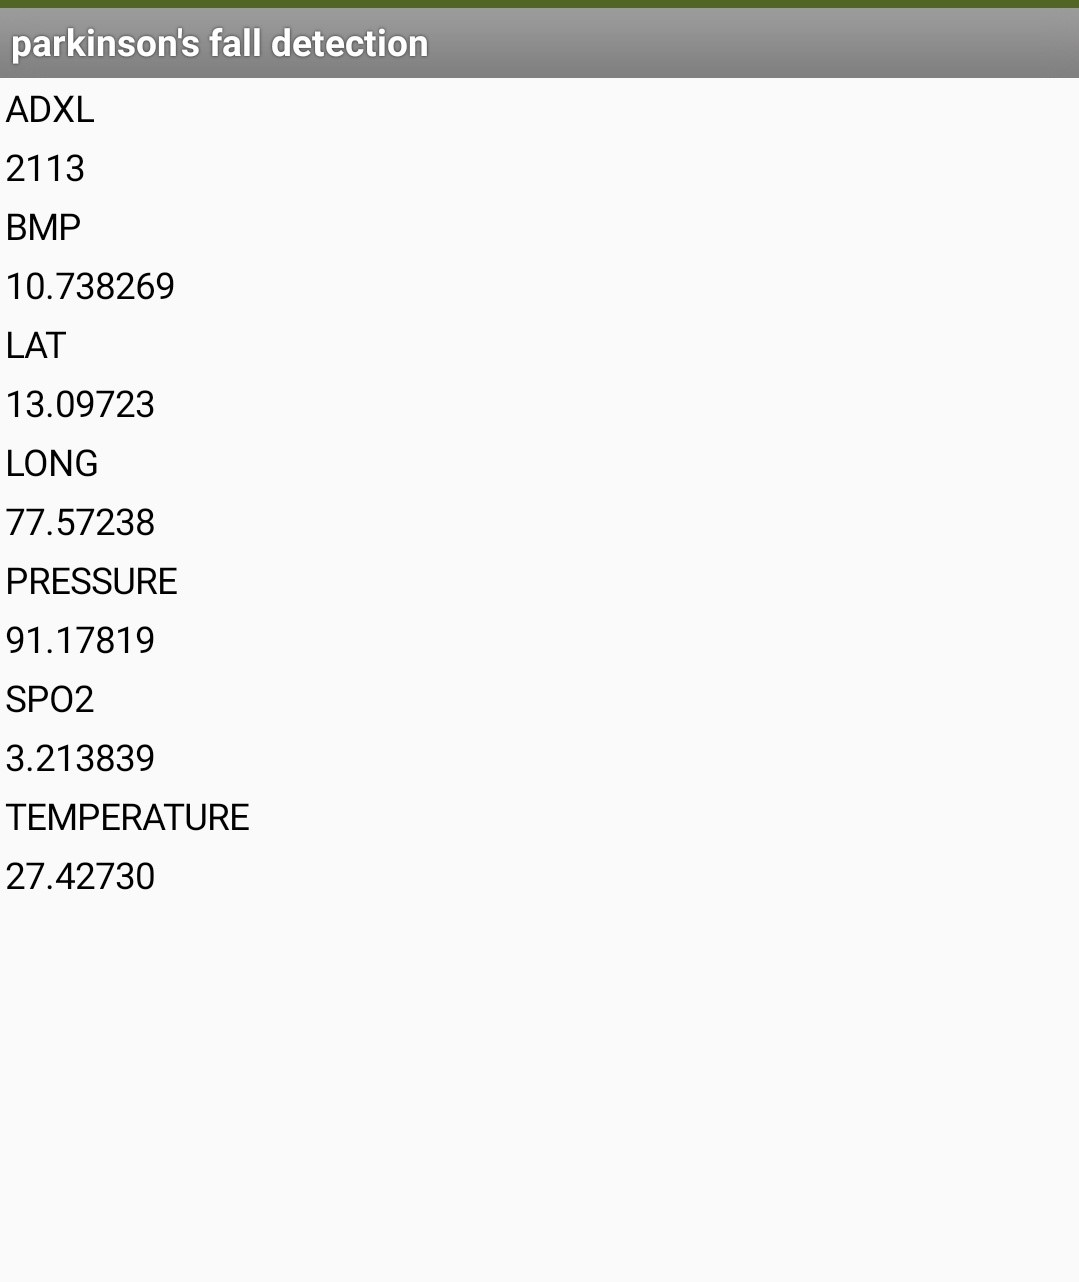 parkinson's fall detection
ADXL
2113
BMP
10.738269
LAT
13.09723
LONG
77.57238
PRESSURE
91.17819
SPO2
3.213839
TEMPERATURE
27.42730